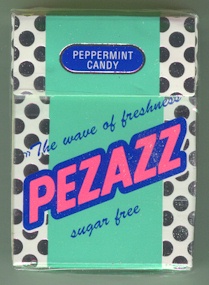 PEPPERMINT
CANDY
"The wave of freshness
PEZAZZ
sugar free